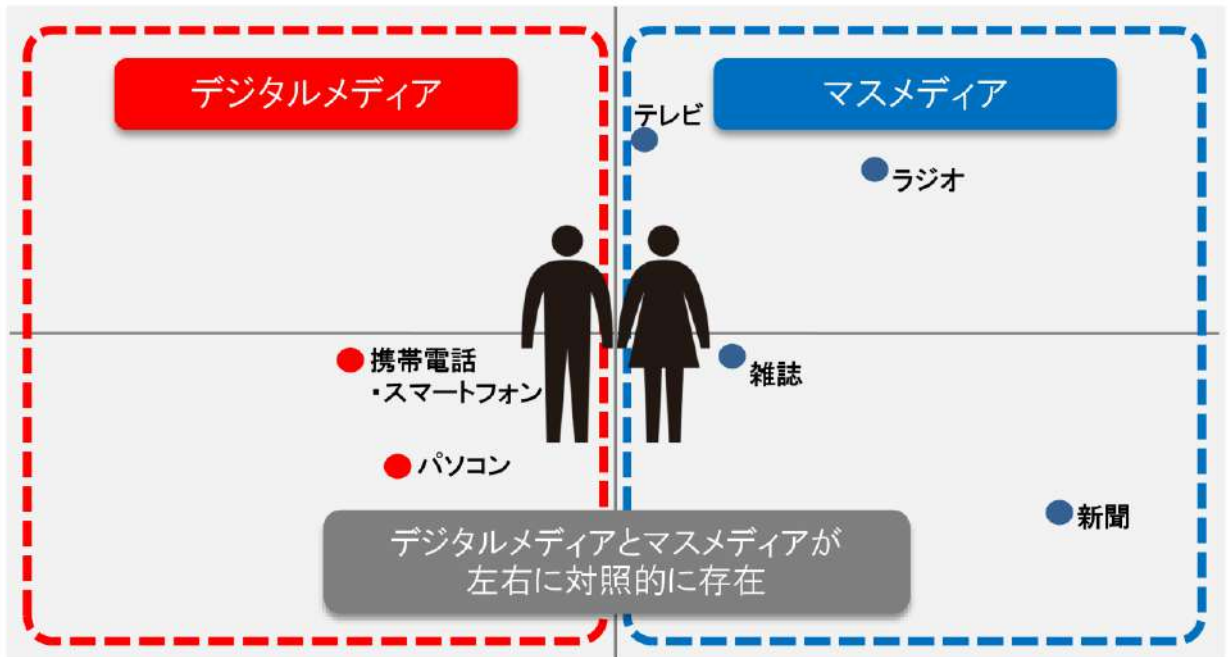 デジタルメディア
マスメディア
テレビ
ラジオ
携帯電話
・スマートフォン
雑誌
パソコン
新聞
デジタルメディアとマスメディアが
左右に対照的に存在